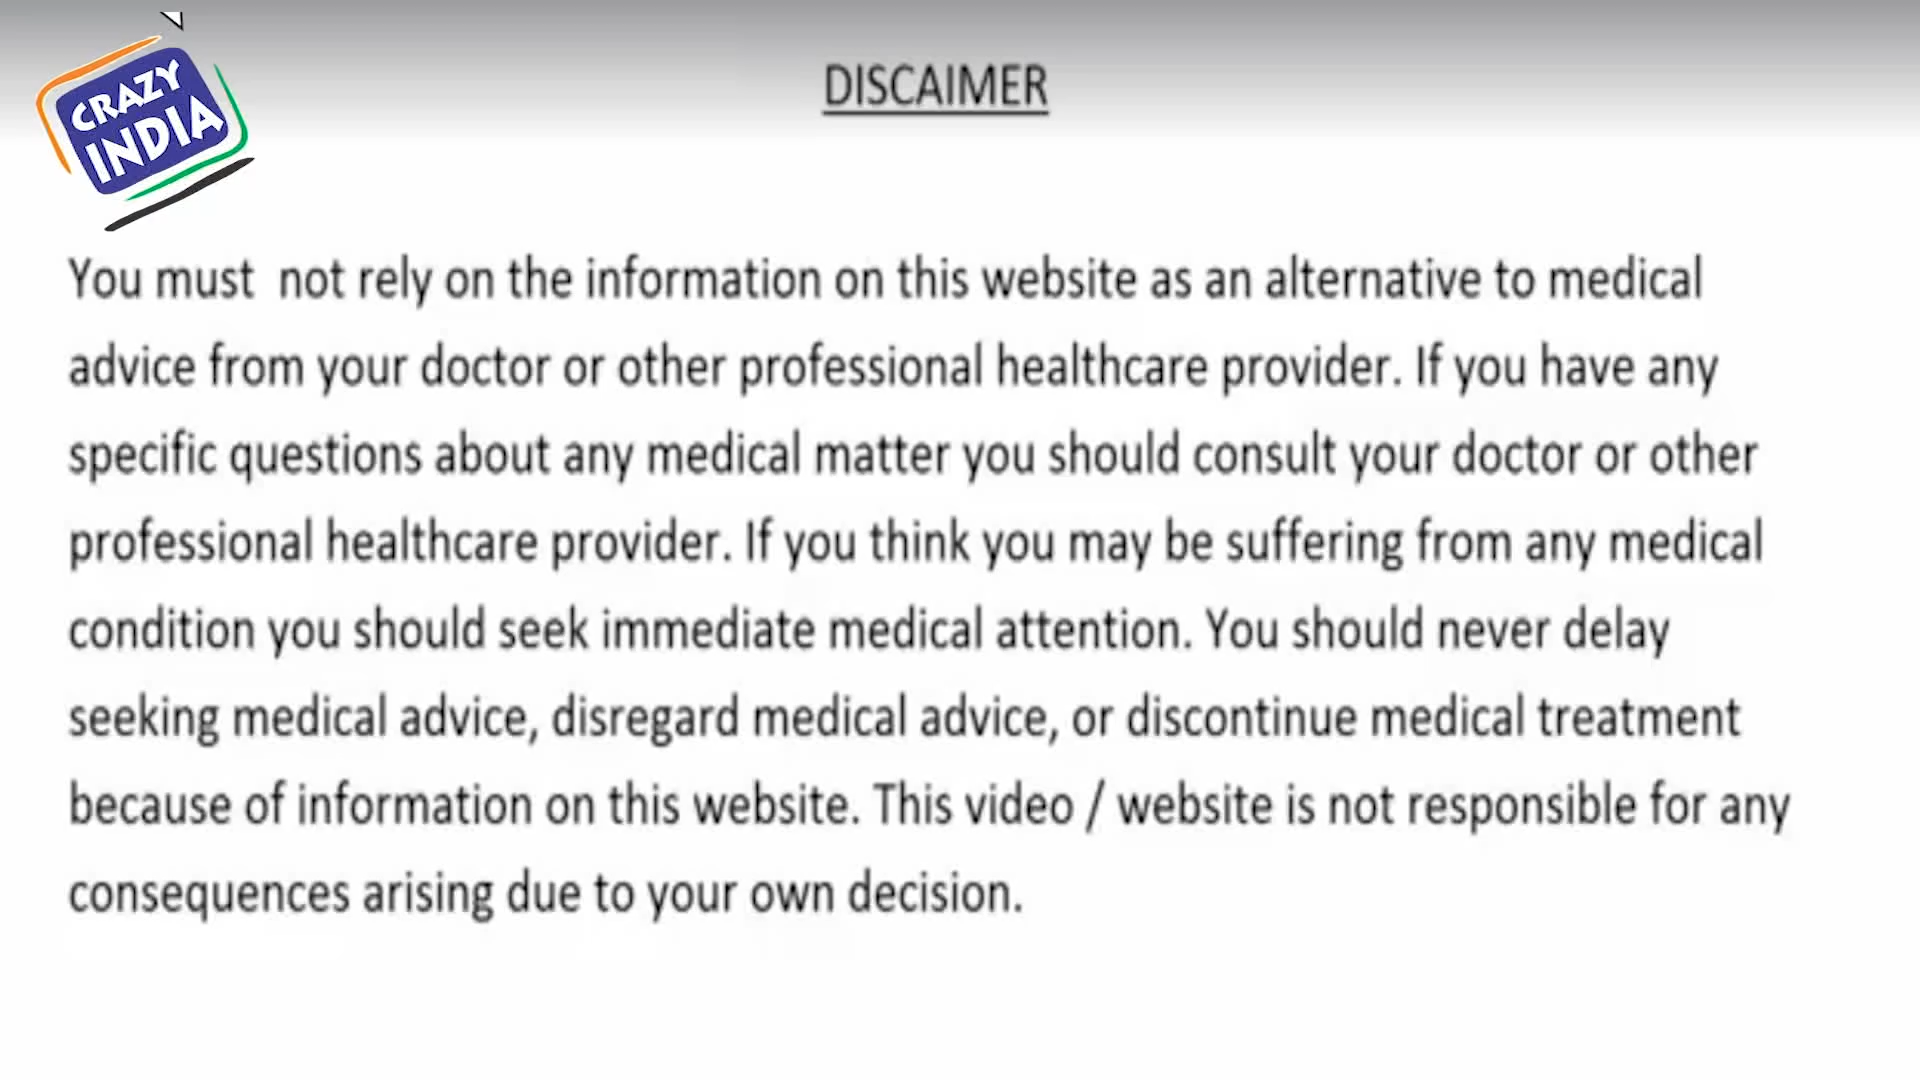 CRAZY
INDIA
DISCAIMER
You must  not rely on the information on this website as an alternative to medical
advice from your doctor or other professional healthcare provider. If you have any
specific questions about any medical matter you should consult your doctor or other
professional healthcare provider. If you think you may be suffering from any medical
condition you should seek immediate medical attention. You should never delay
seeking medical advice, disregard medical advice, or discontinue medical treatment
because of information on this website. This video / website is not responsible for any
consequences arising due to your own decision.